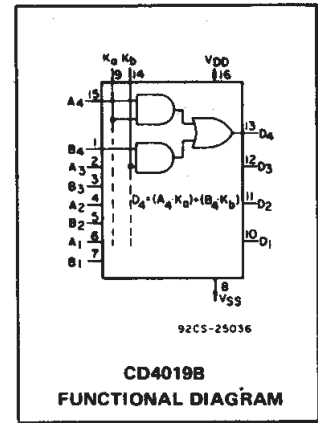 Ka Kb VDD
9 14 16
15
A4
13 D4
1
B4
2
A3
12 D3
3
B3
4
A2
D4=(A4·Ka)+(B4·Kb)
11 D2
5
B2
6
A1
10 D1
7
B1
8
VSS
92CS-25036
CD4019B
FUNCTIONAL DIAGRAM